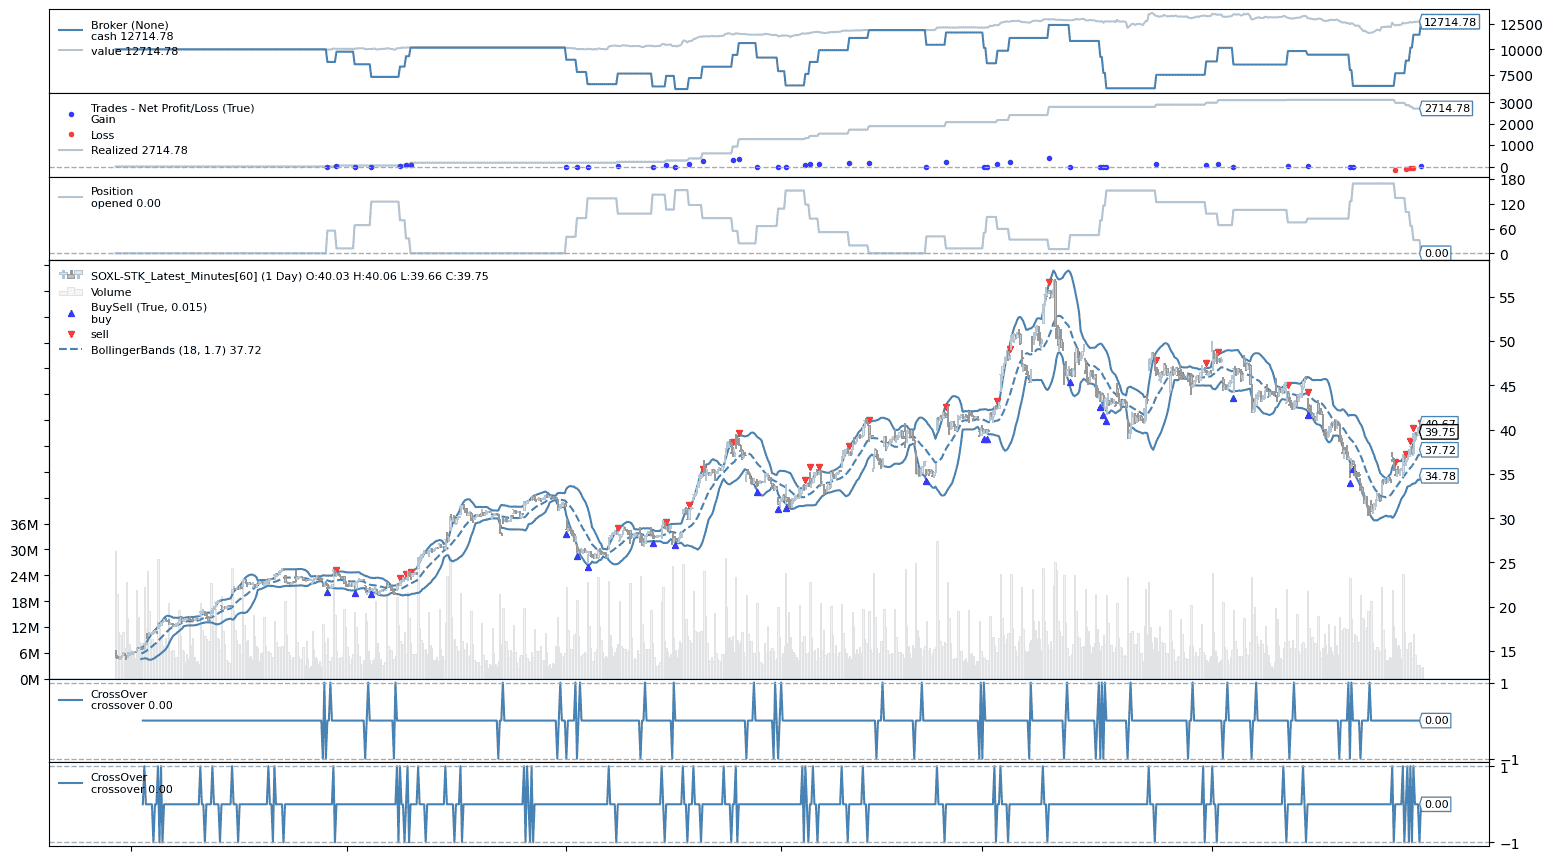 Broker (None)
cash 12714.78
value 12714.78
12714.78
12500
10000
7500
Trades - Net Profit/Loss (True)
Gain
Loss
Realized 2714.78
2714.78
3000
2000
1000
0
Position
opened 0.00
180
120
60
0
0.00
SOXL-STK_Latest_Minutes[60] (1 Day) O:40.03 H:40.06 L:39.66 C:39.75
Volume
BuySell (True, 0.015)
buy
sell
BollingerBands (18, 1.7) 37.72
55
50
45
40
35
30
25
20
15
40.67
39.75
37.72
34.78
36M
30M
24M
18M
12M
6M
0M
CrossOver
crossover 0.00
1
0.00
−1
CrossOver
crossover 0.00
1
0.00
−1